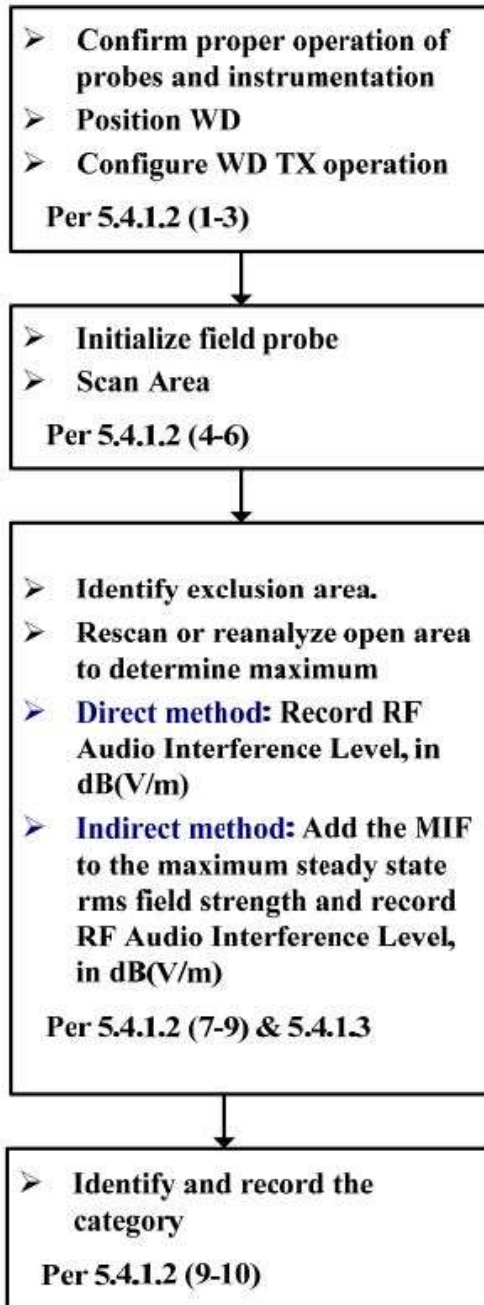 ➢ Confirm proper operation of
probes and instrumentation
➢ Position WD
➢ Configure WD TX operation
Per 5.4.1.2 (1-3)
➢ Initialize field probe
➢ Scan Area
Per 5.4.1.2 (4-6)
➢ Identify exclusion area.
➢ Rescan or reanalyze open area
to determine maximum
➢ Direct method: Record RF
Audio Interference Level, in
dB(V/m)
➢ Indirect method: Add the MIF
to the maximum steady state
rms field strength and record
RF Audio Interference Level,
in dB(V/m)
Per 5.4.1.2 (7-9) & 5.4.1.3
➢ Identify and record the
category
Per 5.4.1.2 (9-10)